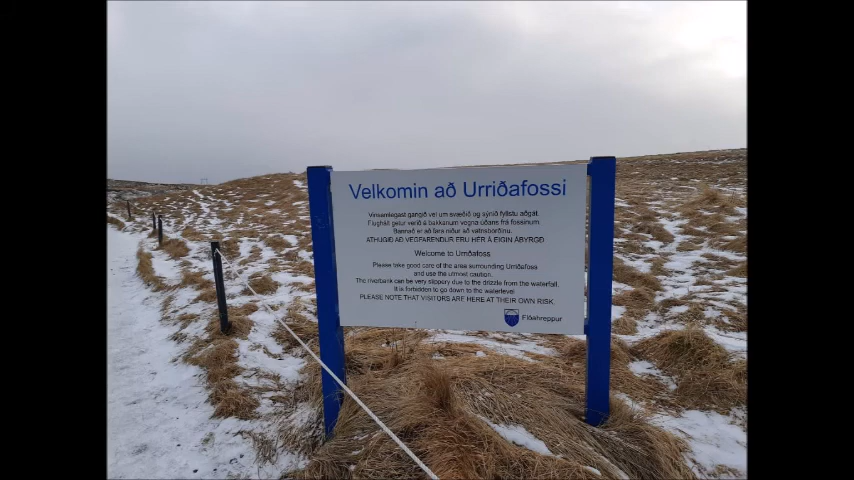 Velkomin að Urriðafossi
Vinsamlegast gangið vel um svæðið og sýnið fyllstu aðgát.
Flughált getur verið á bakkanum vegna úðans frá fossinum.
Bannað er að fara niður að vatnsborðinu.
ATHUGIÐ AÐ VEGFARENDUR ERU HÉR Á EIGIN ÁBYRGÐ
Welcome to Urriðafoss
Please take good care of the area surrounding Urriðafoss
and use the utmost caution.
The riverbank can be very slippery due to the drizzle from the waterfall.
It is forbidden to go down to the waterlevel
PLEASE NOTE THAT VISITORS ARE HERE AT THEIR OWN RISK.
Flóahreppur